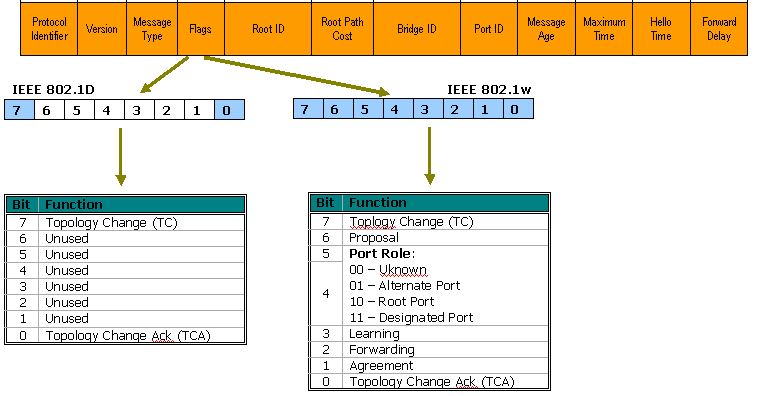 Protocol Identifier Version Message Type Flags Root ID Root Path Cost Bridge ID Port ID Message Age Maximum Time Hello Time Forward Delay
IEEE 802.1D
7 6 5 4 3 2 1 0
IEEE 802.1w
7 6 5 4 3 2 1 0
Bit Function
7 Topology Change (TC)
6 Unused
5 Unused
4 Unused
3 Unused
2 Unused
1 Unused
0 Topology Change Ack (TCA)
Bit Function
7 Toplogy Change (TC)
6 Proposal
5 Port Role:
4
00 – Uknown
01 – Alternate Port
10 – Root Port
11 – Designated Port
3 Learning
2 Forwarding
1 Agreement
0 Topology Change Ack (TCA)